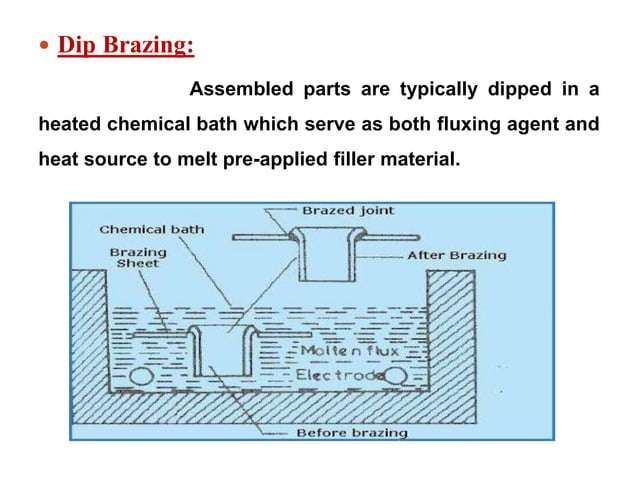 • Dip Brazing:
Assembled parts are typically dipped in a
heated chemical bath which serve as both fluxing agent and
heat source to melt pre-applied filler material.
Brazed joint
Chemical bath
Brazing
Sheet
After Brazing
Molten flux
Electrode
Before brazing